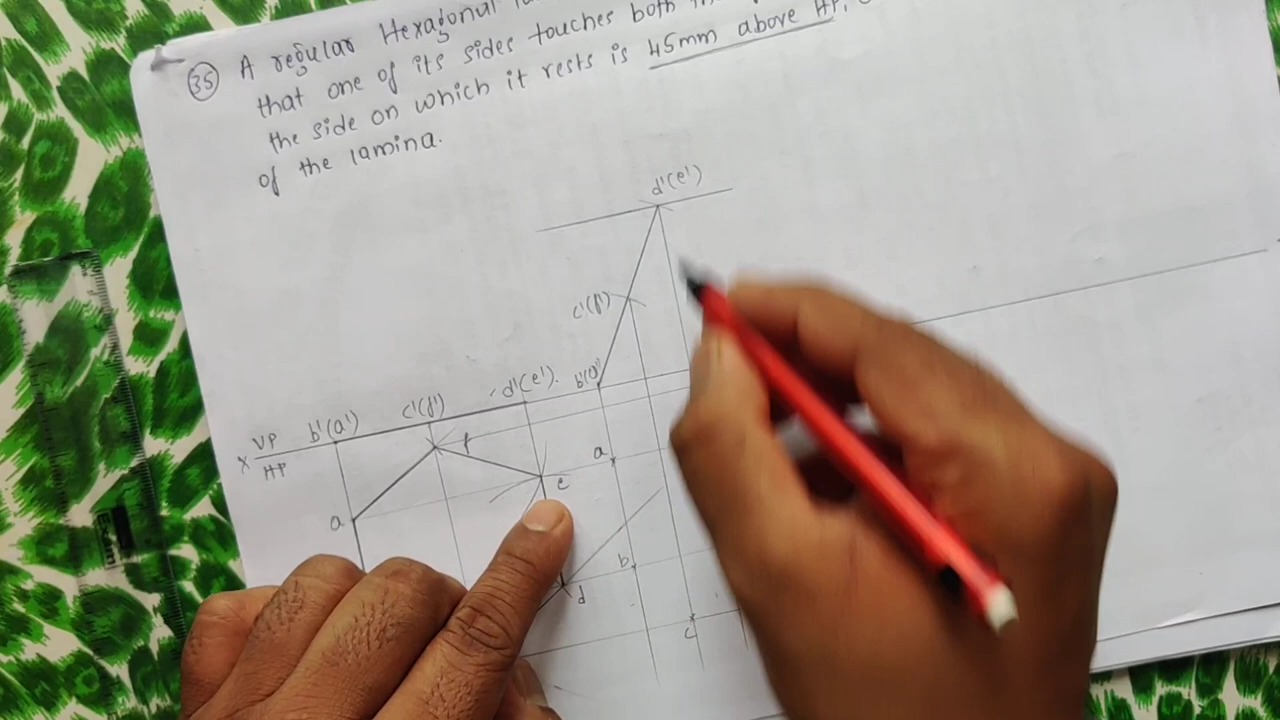 35 A regular Hexagonal
that one of its sides touches both
the side on which it rests is 45mm above HP,
of the lamina.
d'(e')
c'(f')
d'(e').
b'(a')
c'(f')
b'(a')
X VP
HP
f
a
e
a
b
d
c